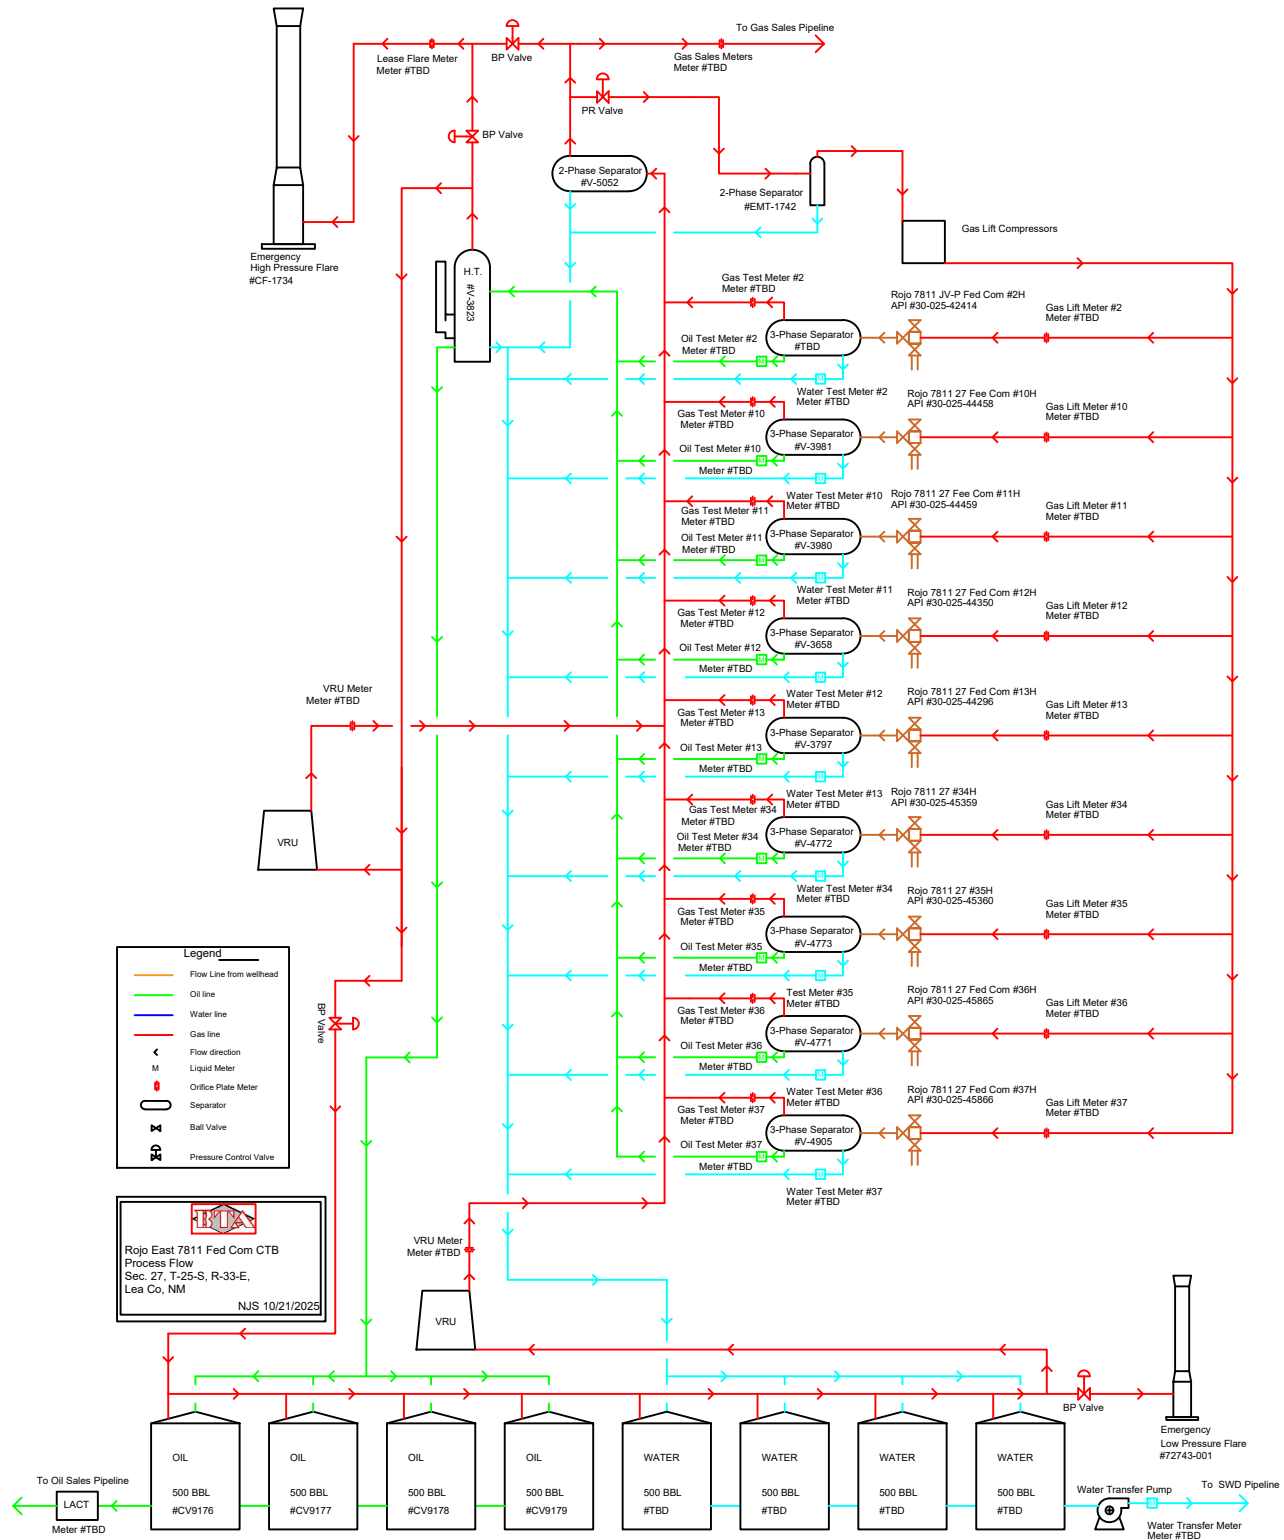 To Gas Sales Pipeline
Lease Flare Meter
Meter #TBD
BP Valve
Gas Sales Meters
Meter #TBD
PR Valve
BP Valve
2-Phase Separator
#V-5052
2-Phase Separator
#EMT-1742
Gas Lift Compressors
Emergency
High Pressure Flare
#CF-1734
H.T.
#V-3823
Gas Test Meter #2
Meter #TBD
Rojo 7811 JV-P Fed Com #2H
API #30-025-42414
Gas Lift Meter #2
Meter #TBD
3-Phase Separator
#TBD
Oil Test Meter #2
Meter #TBD
M
M
Water Test Meter #2
Meter #TBD
Rojo 7811 27 Fee Com #10H
API #30-025-44458
Gas Lift Meter #10
Meter #TBD
Gas Test Meter #10
Meter #TBD
3-Phase Separator
#V-3981
Oil Test Meter #10
Meter #TBD
M
M
Water Test Meter #10
Meter #TBD
Rojo 7811 27 Fee Com #11H
API #30-025-44459
Gas Lift Meter #11
Meter #TBD
Gas Test Meter #11
Meter #TBD
3-Phase Separator
#V-3980
Oil Test Meter #11
Meter #TBD
M
M
Water Test Meter #11
Meter #TBD
Rojo 7811 27 Fed Com #12H
API #30-025-44350
Gas Lift Meter #12
Meter #TBD
Gas Test Meter #12
Meter #TBD
3-Phase Separator
#V-3658
Oil Test Meter #12
Meter #TBD
M
M
VRU Meter
Meter #TBD
Water Test Meter #12
Meter #TBD
Rojo 7811 27 Fed Com #13H
API #30-025-44296
Gas Lift Meter #13
Meter #TBD
Gas Test Meter #13
Meter #TBD
3-Phase Separator
#V-3797
Oil Test Meter #13
Meter #TBD
M
M
VRU
Water Test Meter #13
Meter #TBD
Rojo 7811 27 #34H
API #30-025-45359
Gas Lift Meter #34
Meter #TBD
Gas Test Meter #34
Meter #TBD
3-Phase Separator
#V-4772
Oil Test Meter #34
Meter #TBD
M
M
Water Test Meter #34
Meter #TBD
Rojo 7811 27 #35H
API #30-025-45360
Gas Lift Meter #35
Meter #TBD
Gas Test Meter #35
Meter #TBD
3-Phase Separator
#V-4773
Oil Test Meter #35
Meter #TBD
M
M
Test Meter #35
Meter #TBD
Rojo 7811 27 Fed Com #36H
API #30-025-45865
Gas Lift Meter #36
Meter #TBD
Gas Test Meter #36
Meter #TBD
3-Phase Separator
#V-4771
Oil Test Meter #36
Meter #TBD
M
M
Water Test Meter #36
Meter #TBD
Rojo 7811 27 Fed Com #37H
API #30-025-45866
Gas Lift Meter #37
Meter #TBD
Gas Test Meter #37
Meter #TBD
3-Phase Separator
#V-4905
Oil Test Meter #37
Meter #TBD
M
M
Water Test Meter #37
Meter #TBD
Legend
Flow Line from wellhead
Oil line
Water line
Gas line
Flow direction
M Liquid Meter
Orifice Plate Meter
Separator
Ball Valve
Pressure Control Valve
BP Valve
BTA
Rojo East 7811 Fed Com CTB
Process Flow
Sec. 27, T-25-S, R-33-E,
Lea Co, NM
NJS 10/21/2025
VRU Meter
Meter #TBD
VRU
BP Valve
Emergency
Low Pressure Flare
#72743-001
OIL
500 BBL
#CV9176
OIL
500 BBL
#CV9177
OIL
500 BBL
#CV9178
OIL
500 BBL
#CV9179
WATER
500 BBL
#TBD
WATER
500 BBL
#TBD
WATER
500 BBL
#TBD
WATER
500 BBL
#TBD
To Oil Sales Pipeline
LACT
Meter #TBD
Water Transfer Pump
M
To SWD Pipeline
Water Transfer Meter
Meter #TBD